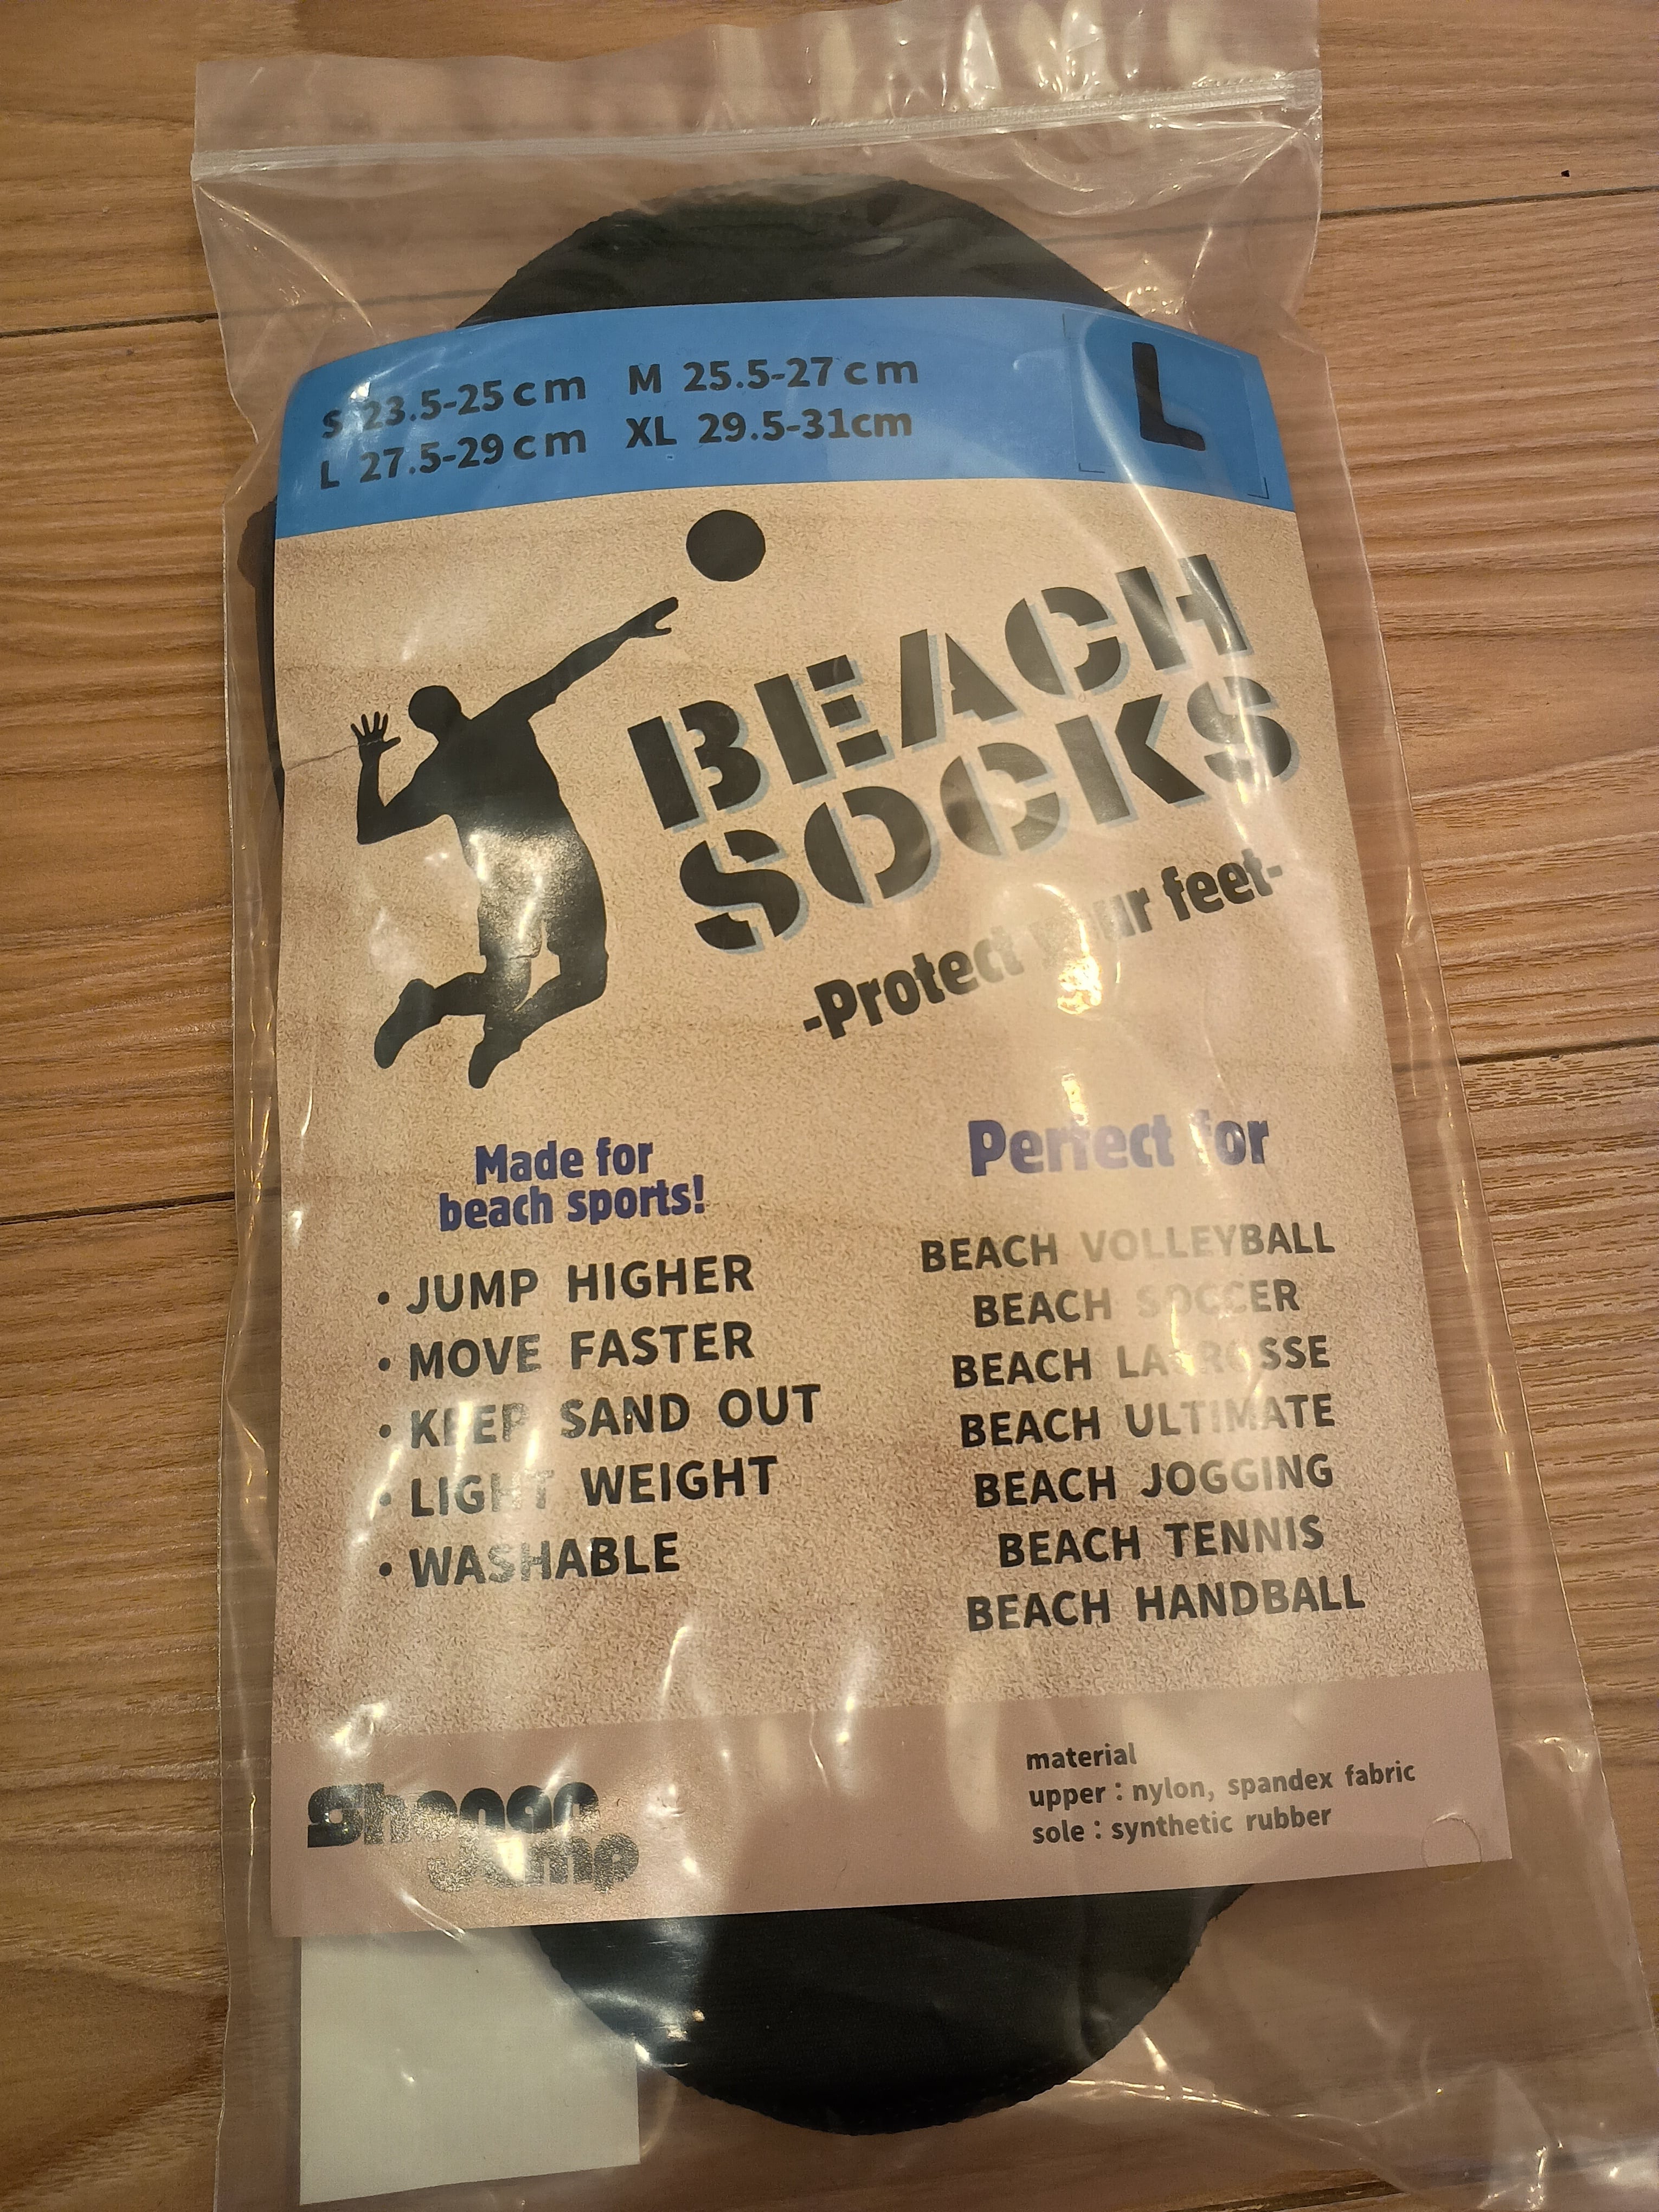 S 23.5-25cm M 25.5-27cm
L 27.5-29cm XL 29.5-31cm
L
BEACH
SOCKS
-Protect your feet-
Made for
beach sports!
• JUMP HIGHER
• MOVE FASTER
• KEEP SAND OUT
• LIGHT WEIGHT
• WASHABLE
Perfect for
BEACH VOLLEYBALL
BEACH SOCCER
BEACH LACROSSE
BEACH ULTIMATE
BEACH JOGGING
BEACH TENNIS
BEACH HANDBALL
Shonan
Jump
material
upper : nylon, spandex fabric
sole : synthetic rubber